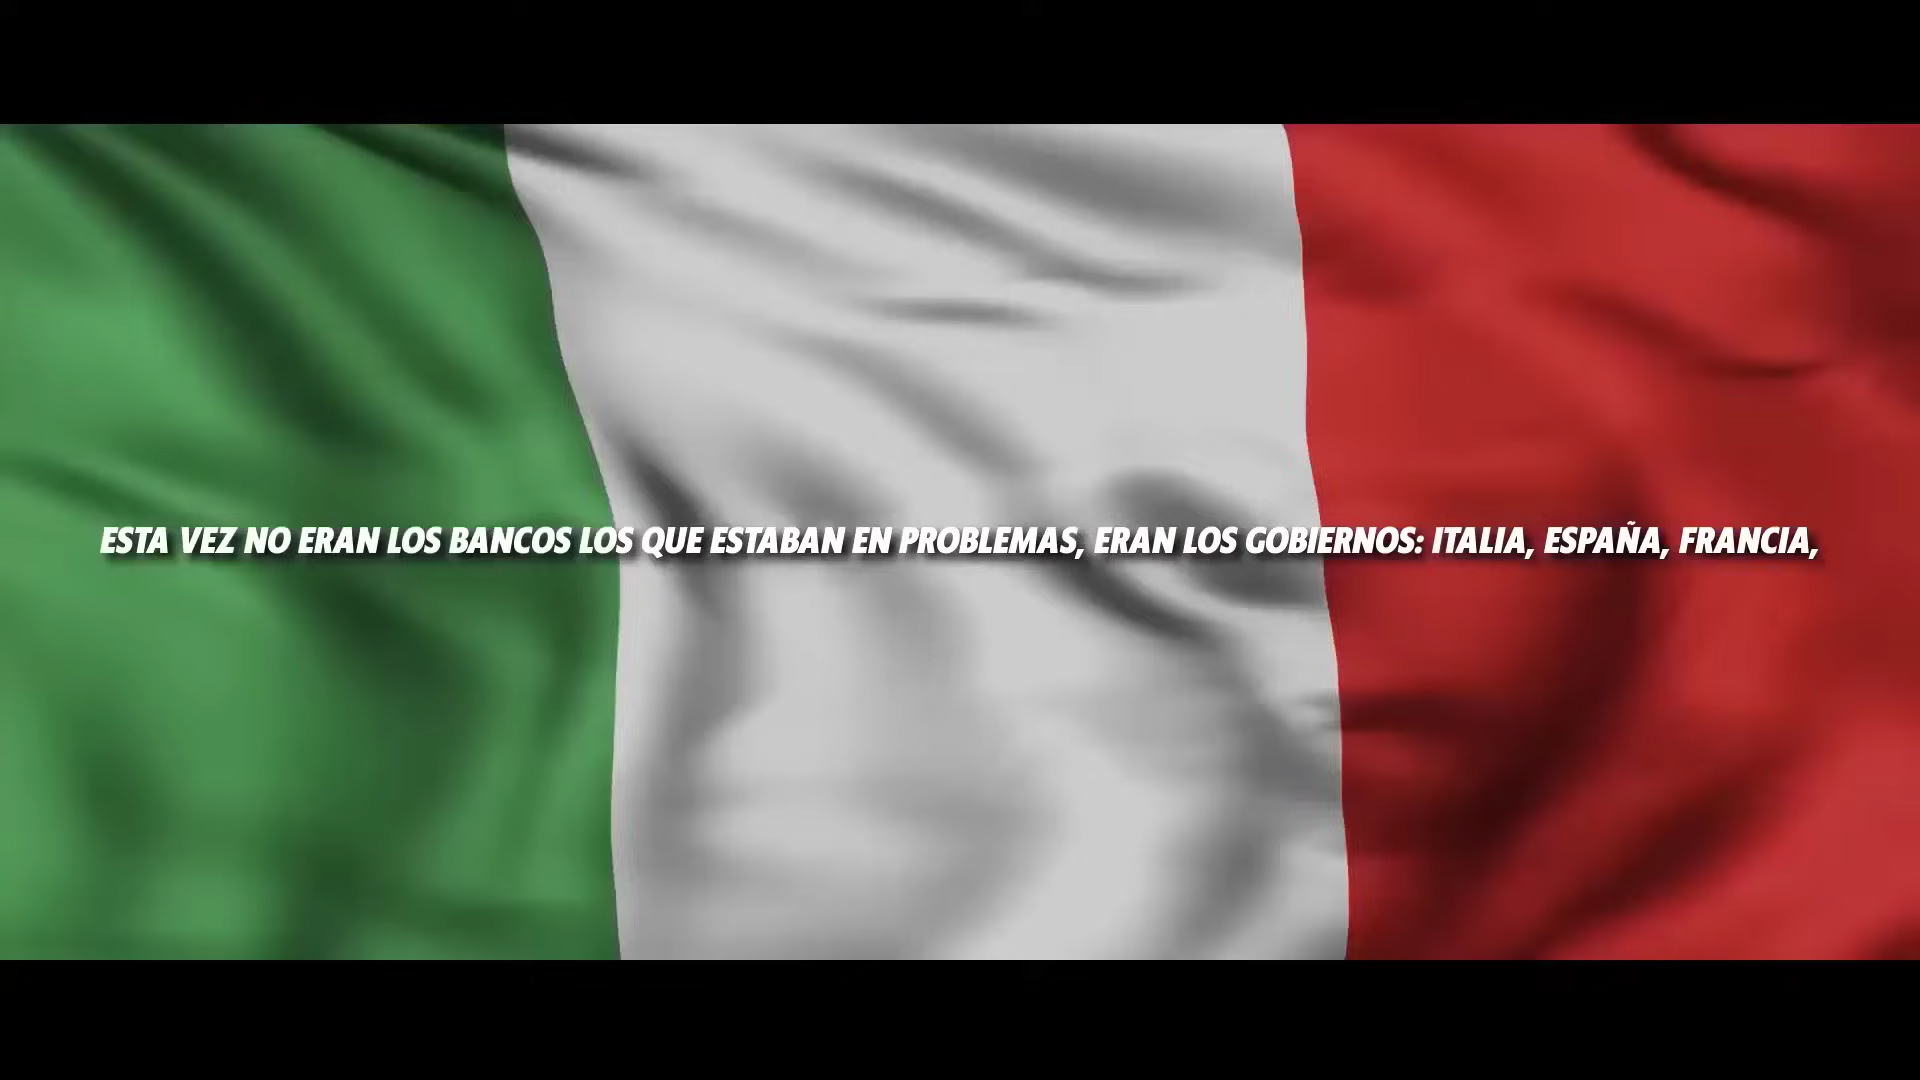 ESTA VEZ NO ERAN LOS BANCOS LOS QUE ESTABAN EN PROBLEMAS, ERAN LOS GOBIERNOS: ITALIA, ESPAÑA, FRANCIA,